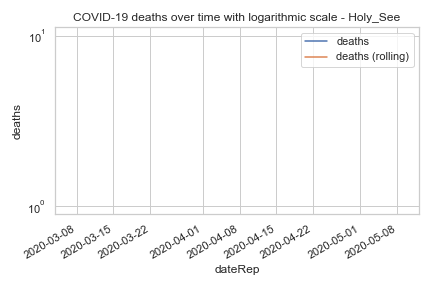 COVID-19 deaths over time with logarithmic scale - Holy_See
10¹
deaths
deaths (rolling)
deaths
10⁰
2020-03-08
2020-03-15
2020-03-22
2020-04-01
2020-04-08
2020-04-15
2020-04-22
2020-05-01
2020-05-08
dateRep